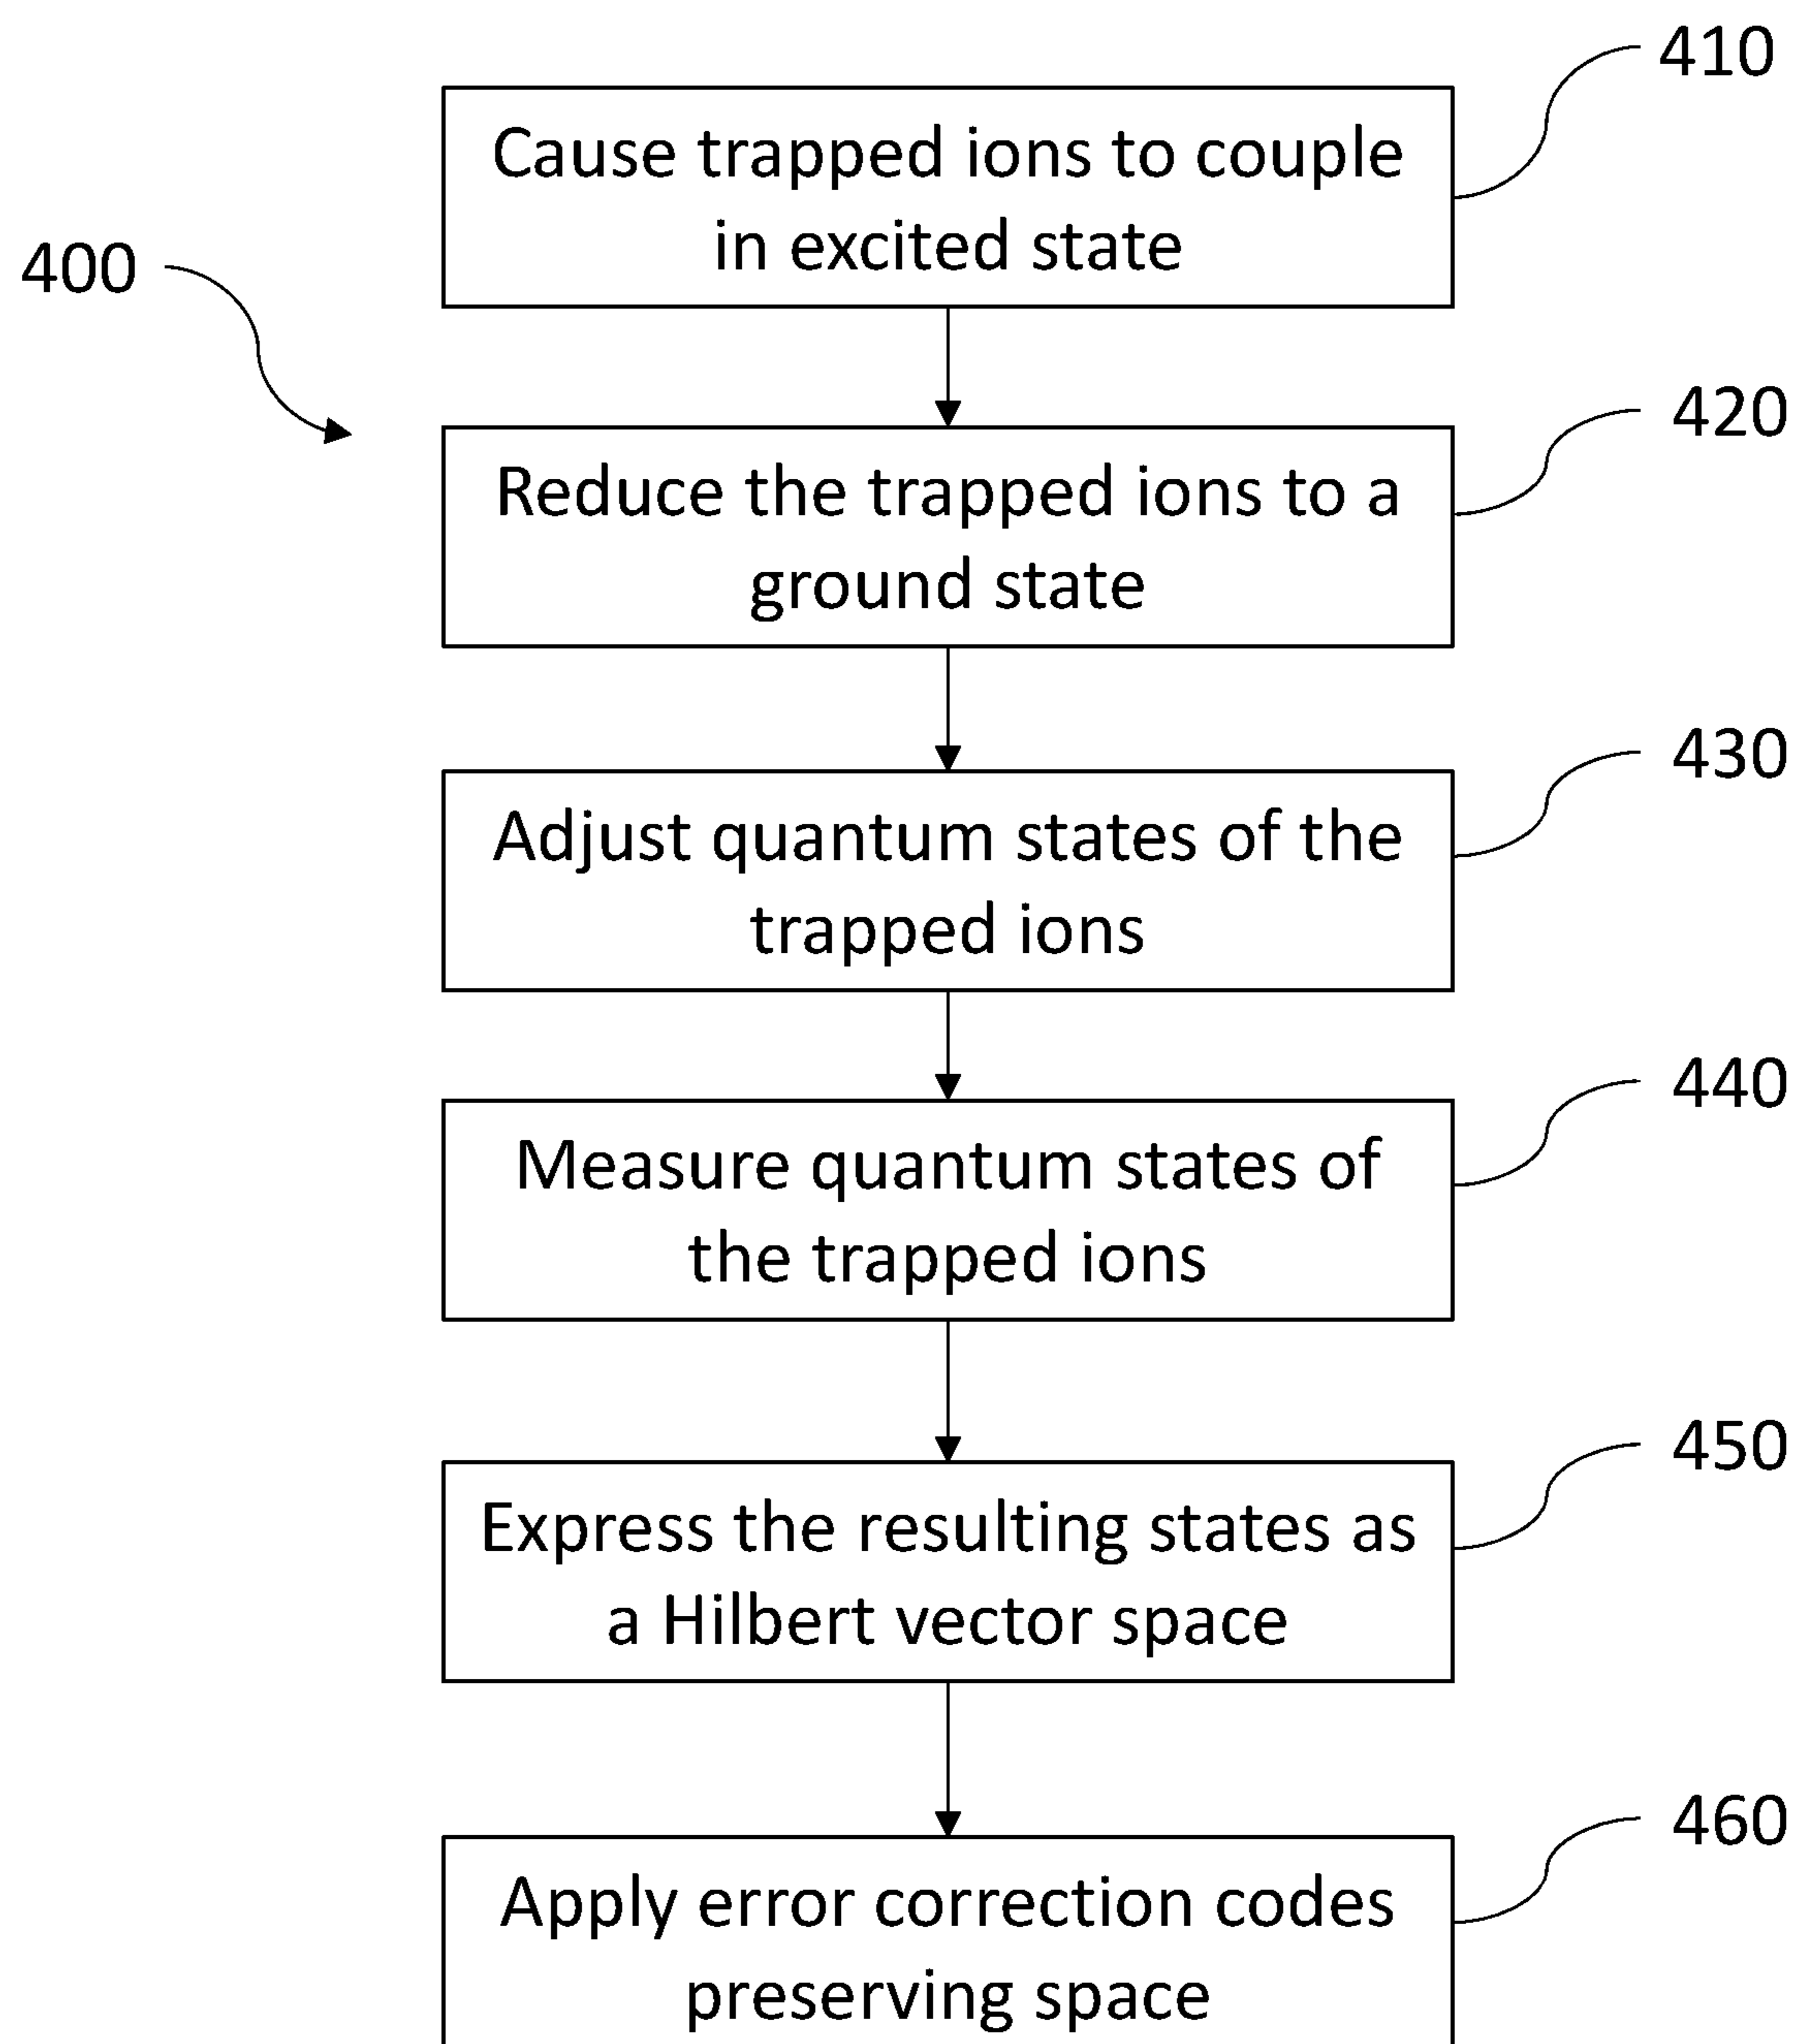 410
Cause trapped ions to couple
in excited state
400
420
Reduce the trapped ions to a
ground state
430
Adjust quantum states of the
trapped ions
440
Measure quantum states of
the trapped ions
450
Express the resulting states as
a Hilbert vector space
460
Apply error correction codes
preserving space